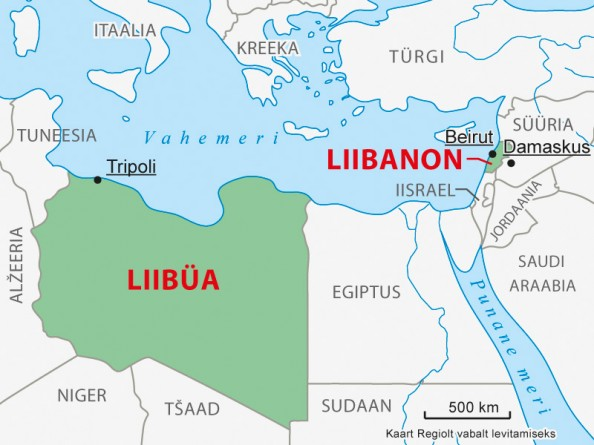 ITAALIA
KREEKA
TÜRGI
TUNEESIA
Vahemeri
Beirut
SÜÜRIA
Damaskus
Tripoli
LIIBANON
IISRAEL
JORDAANIA
ALŽEERIA
LIIBÜA
EGIPTUS
SAUDI
ARAABIA
Punane meri
NIGER
TŠAAD
SUDAAN
500 km
Kaart Regiolt vabalt levitamiseks